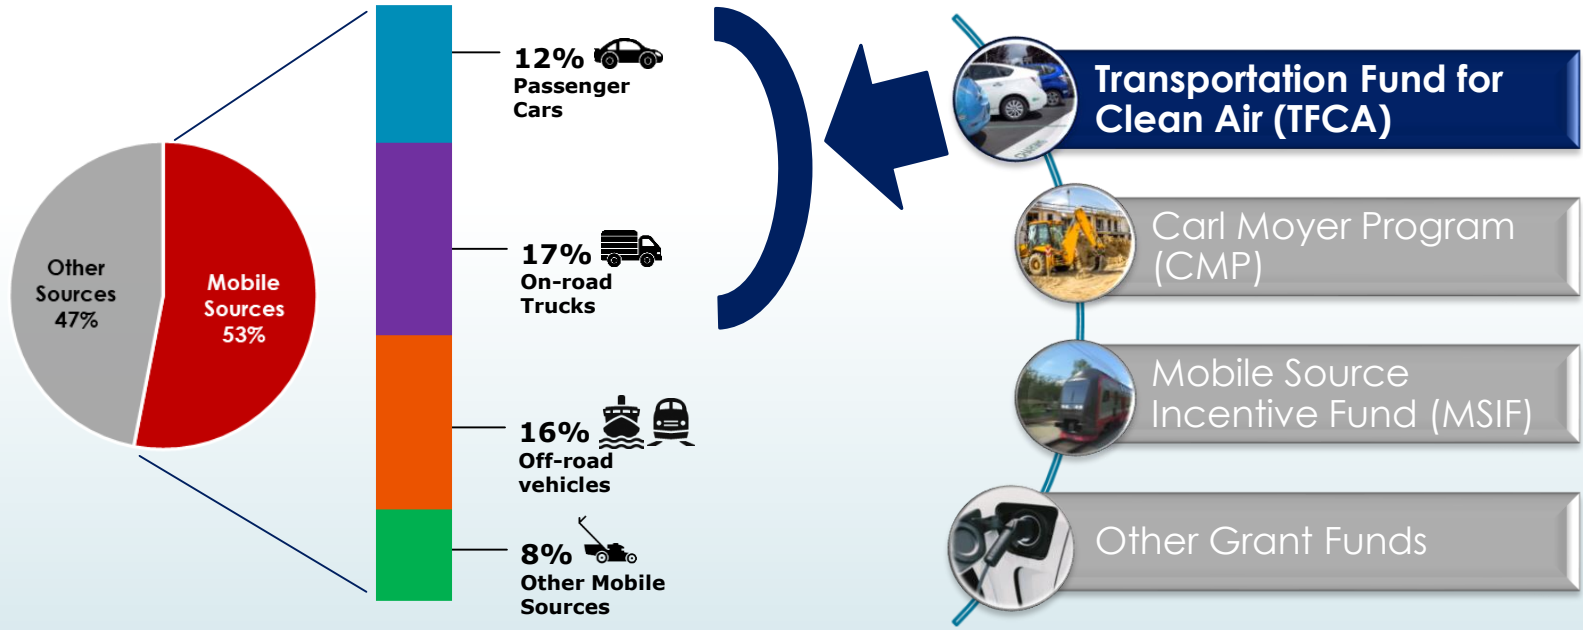 Other
Sources
47%
Mobile
Sources
53%
12%
Passenger
Cars
17%
On-road
Trucks
16%
Off-road
vehicles
8%
Other Mobile
Sources
Transportation Fund for
Clean Air (TFCA)
Carl Moyer Program
(CMP)
Mobile Source
Incentive Fund (MSIF)
Other Grant Funds